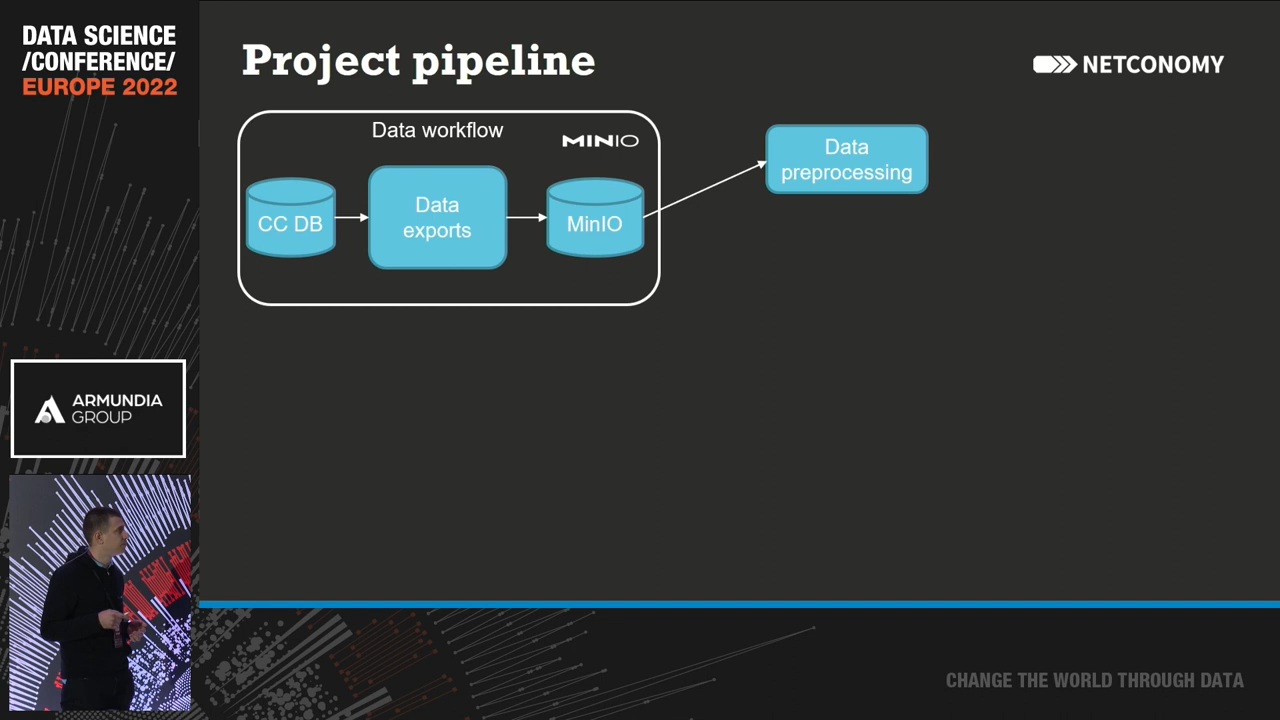 DATA SCIENCE
/CONFERENCE/
EUROPE 2022
Project pipeline
NETCONOMY
Data workflow
MINIO
CC DB
Data
exports
MinIO
Data
preprocessing
ARMUNDIA
GROUP
CHANGE THE WORLD THROUGH DATA